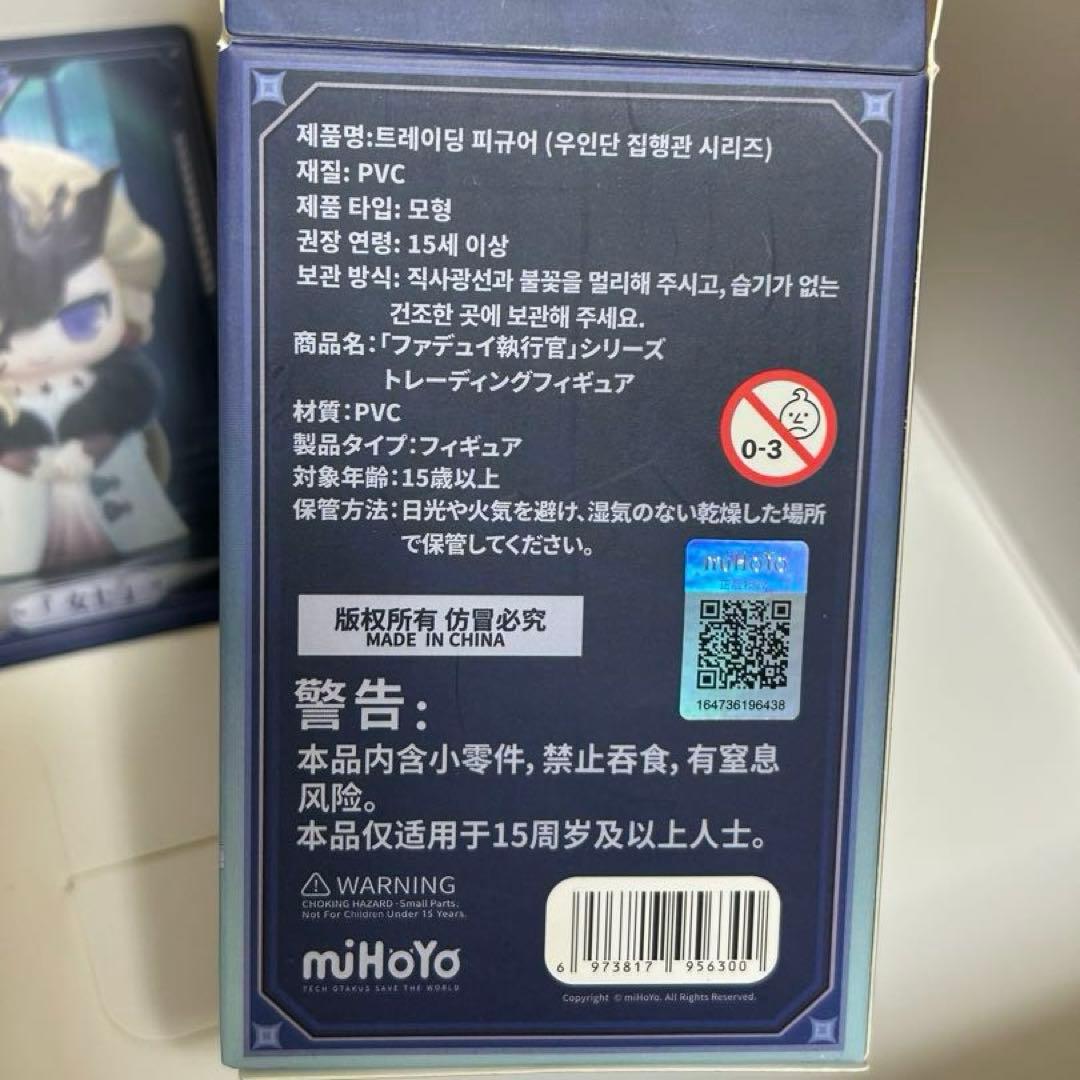 제품명:트레이딩 피규어 (우인단 집행관 시리즈)
재질: PVC
제품 타입: 모형
권장 연령: 15세 이상
보관 방식: 직사광선과 불꽃을 멀리해 주시고, 습기가 없는
건조한 곳에 보관해 주세요.
商品名:「ファデュイ執行官」シリーズ
トレーディングフィギュア
材質:PVC
製品タイプ:フィギュア
対象年齢:15歳以上
保管方法:日光や火気を避け、湿気のない乾燥した場所
で保管してください。
0-3
miHoYo
164736196438
版权所有 仿冒必究
MADE IN CHINA
警告:
本品内含小零件, 禁止吞食, 有窒息
风险。
本品仅适用于15周岁及以上人士。
WARNING
CHOKING HAZARD -Small Parts.
Not For Children Under 15 Years.
miHoYo
TECH OTAKUS SAVE THE WORLD
6 973817 956300
Copyright © miHoYo. All Rights Reserved.
「女士」